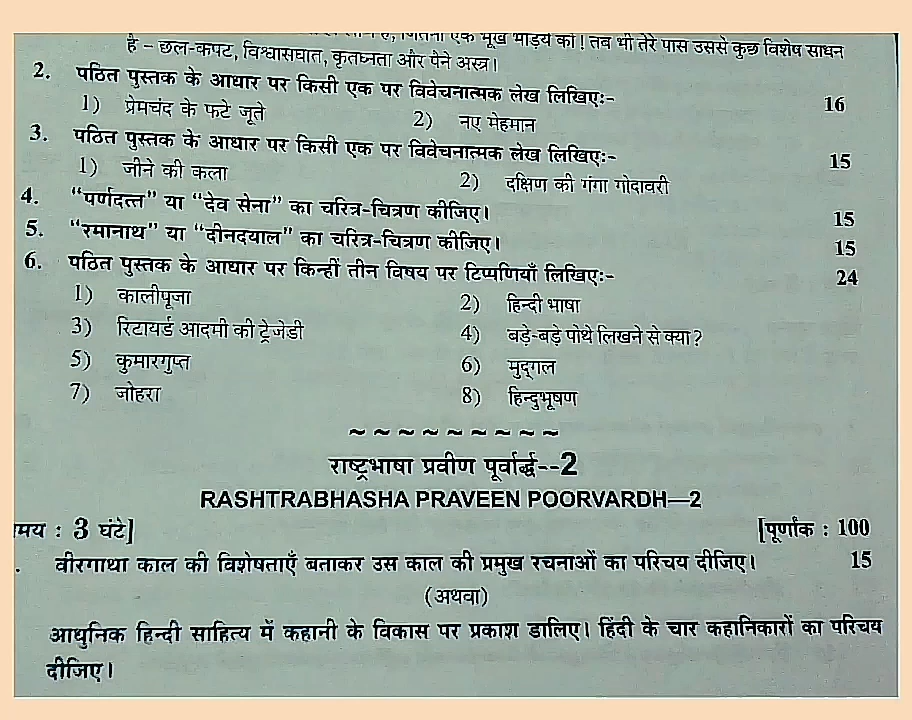 एक मूर्ख भाड़य को! तब भी तेरे पास उससे कुछ विशेष साधन
है – छल-कपट, विश्वासघात, कृतघ्नता और पैने अस्त्र।
2. पठित पुस्तक के आधार पर किसी एक पर विवेचनात्मक लेख लिखिएः- 16
1) प्रेमचंद के फटे जूते 2) नए मेहमान
3. पठित पुस्तक के आधार पर किसी एक पर विवेचनात्मक लेख लिखिएः- 15
1) जीने की कला 2) दक्षिण की गंगा गोदावरी
4. “पर्णदत्त” या “देव सेना” का चरित्र-चित्रण कीजिए। 15
5. “रमानाथ” या “दीनदयाल” का चरित्र-चित्रण कीजिए। 15
6. पठित पुस्तक के आधार पर किन्हीं तीन विषय पर टिप्पणियाँ लिखिएः- 24
1) कालीपूजा 2) हिन्दी भाषा
3) रिटायर्ड आदमी की ट्रेजेडी 4) बड़े-बड़े पोथे लिखने से क्या?
5) कुमारगुप्त 6) मुद्गल
7) जोहरा 8) हिन्दुभूषण
~ ~ ~ ~ ~ ~ ~ ~ ~
राष्ट्रभाषा प्रवीण पूर्वार्द्ध--2
RASHTRABHASHA PRAVEEN POORVARDH—2
मय : 3 घंटे] [पूर्णांक : 100
. वीरगाथा काल की विशेषताएँ बताकर उस काल की प्रमुख रचनाओं का परिचय दीजिए। 15
(अथवा)
आधुनिक हिन्दी साहित्य में कहानी के विकास पर प्रकाश डालिए। हिंदी के चार कहानिकारों का परिचय
दीजिए।